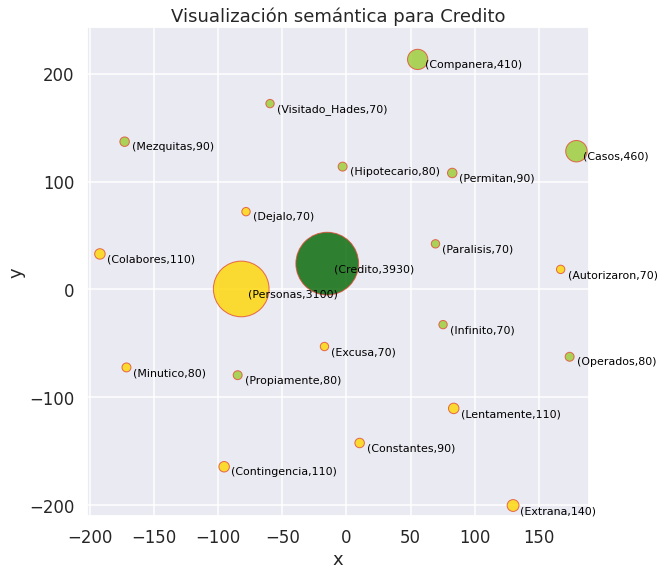 Visualización semántica para Credito
(Companera,410)
(Visitado_Hades,70)
(Mezquitas,90)
(Casos,460)
(Hipotecario,80)
(Permitan,90)
(Dejalo,70)
(Paralisis,70)
(Colabores,110)
(Credito,3930)
(Autorizaron,70)
(Personas,3100)
(Infinito,70)
(Excusa,70)
(Operados,80)
(Minutico,80)
(Propiamente,80)
(Lentamente,110)
(Constantes,90)
(Contingencia,110)
(Extrana,140)
200
100
0
−100
−200
y
−200 −150 −100 −50 0 50 100 150
x